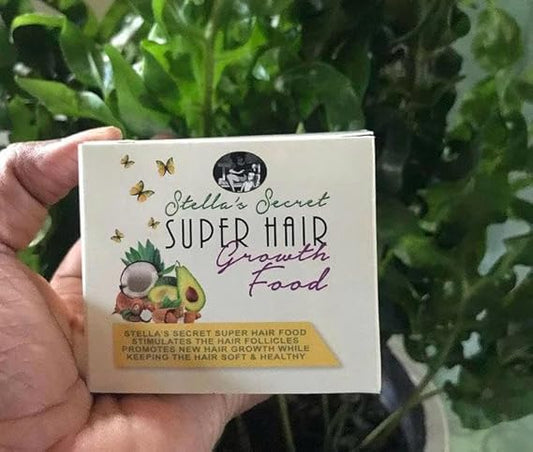 Stella's Secret
SUPER HAIR
Growth
Food
STELLA'S SECRET SUPER HAIR FOOD
STIMULATES THE HAIR FOLLICLES
PROMOTES NEW HAIR GROWTH WHILE
KEEPING THE HAIR SOFT & HEALTHY